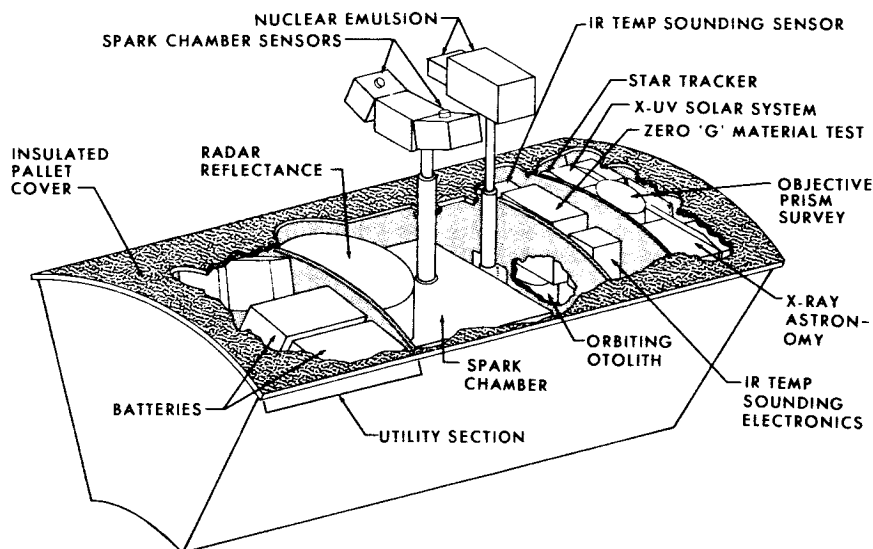 NUCLEAR EMULSION
SPARK CHAMBER SENSORS
IR TEMP SOUNDING SENSOR
STAR TRACKER
X-UV SOLAR SYSTEM
ZERO 'G' MATERIAL TEST
INSULATED
PALLET
COVER
RADAR
REFLECTANCE
OBJECTIVE
PRISM
SURVEY
X-RAY
ASTRON-
OMY
ORBITING
OTOLITH
SPARK
CHAMBER
IR TEMP
SOUNDING
ELECTRONICS
BATTERIES
UTILITY SECTION